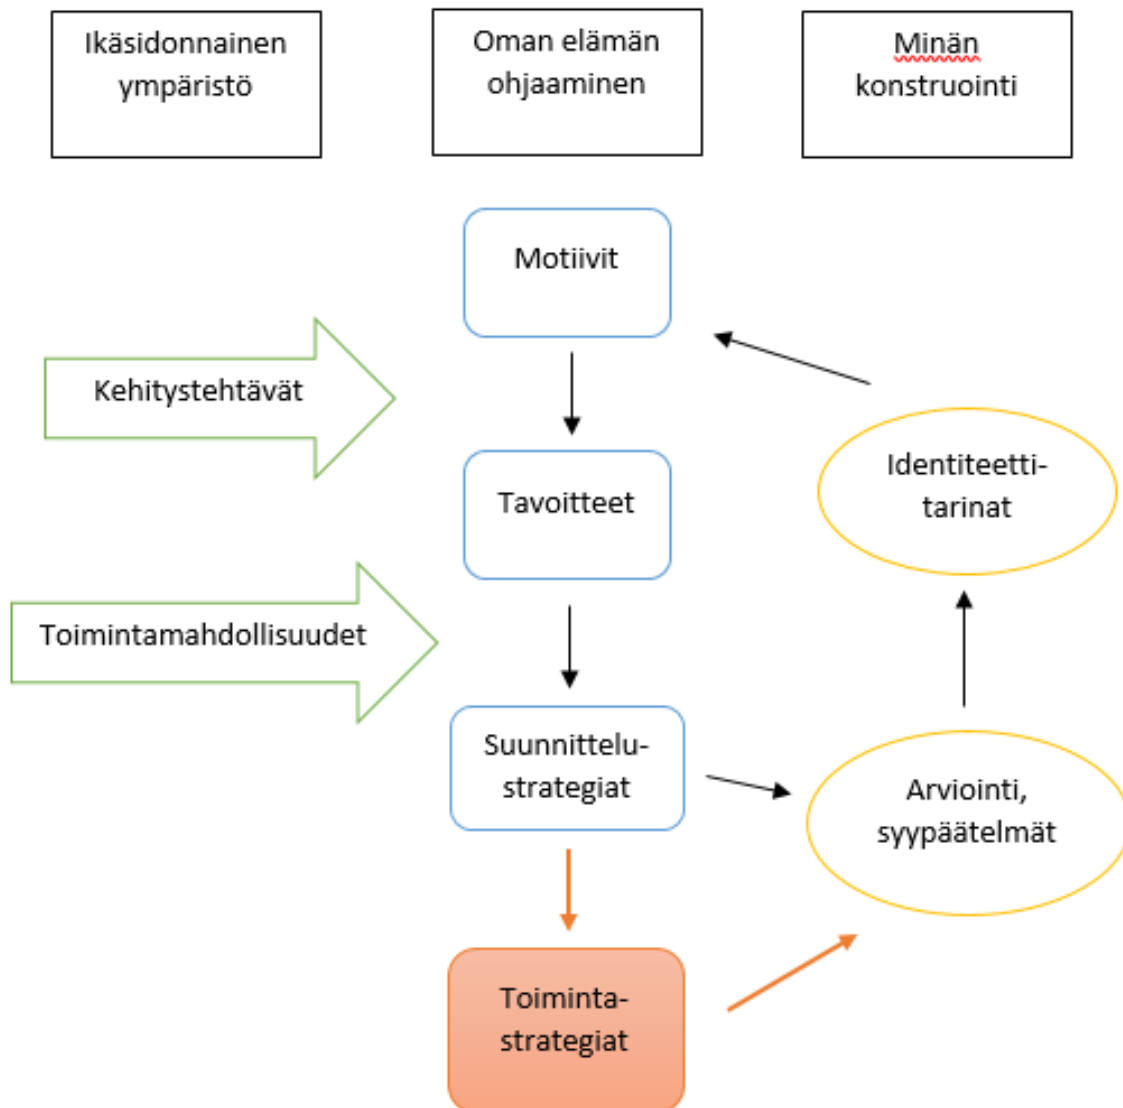 Ikäsidonnainen
ympäristö
Oman elämän
ohjaaminen
Minän
konstruointi
Motiivit
Kehitystehtävät
Tavoitteet
Identiteetti-
tarinat
Toimintamahdollisuudet
Suunnittelu-
strategiat
Arviointi,
syypäätelmät
Toiminta-
strategiat